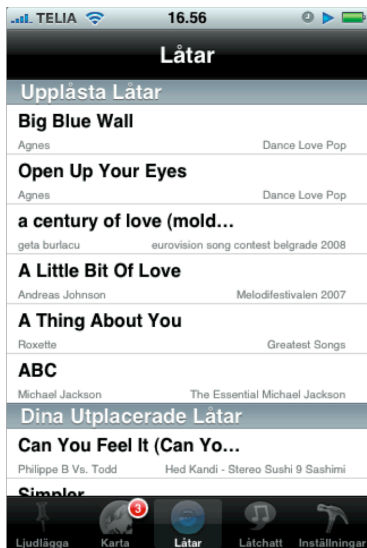 TELIA 16.56
Låtar
Upplåsta Låtar
Big Blue Wall
Agnes Dance Love Pop
Open Up Your Eyes
Agnes Dance Love Pop
a century of love (mold…
geta burlacu eurovision song contest belgrade 2008
A Little Bit Of Love
Andreas Johnson Melodifestivalen 2007
A Thing About You
Roxette Greatest Songs
ABC
Michael Jackson The Essential Michael Jackson
Dina Utplacerade Låtar
Can You Feel It (Can Yo…
Philippe B Vs. Todd Hed Kandi - Stereo Sushi 9 Sashimi
Simpler
3
Ljudlägga Karta Låtar Låtchatt Inställningar